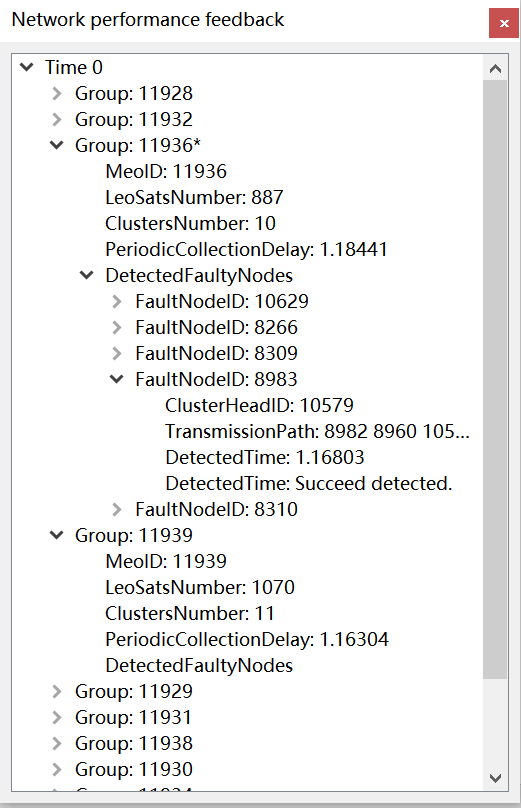 Network performance feedback
Time 0
Group: 11928
Group: 11932
Group: 11936*
MeoID: 11936
LeoSatsNumber: 887
ClustersNumber: 10
PeriodicCollectionDelay: 1.18441
DetectedFaultyNodes
FaultNodeID: 10629
FaultNodeID: 8266
FaultNodeID: 8309
FaultNodeID: 8983
ClusterHeadID: 10579
TransmissionPath: 8982 8960 105...
DetectedTime: 1.16803
DetectedTime: Succeed detected.
FaultNodeID: 8310
Group: 11939
MeoID: 11939
LeoSatsNumber: 1070
ClustersNumber: 11
PeriodicCollectionDelay: 1.16304
DetectedFaultyNodes
Group: 11929
Group: 11931
Group: 11938
Group: 11930